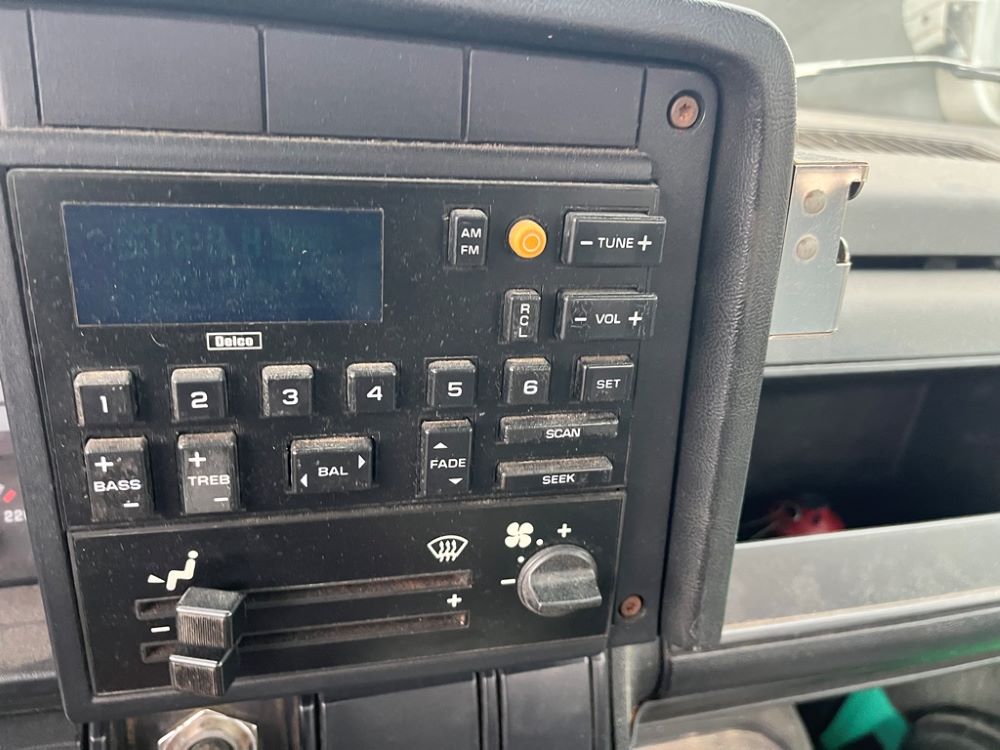 AM
FM
− TUNE +
RCL
− VOL +
Delco
1 2 3 4 5 6 SET
SCAN
+ BASS −
+ TREB −
BAL
FADE
SEEK
220
+
−
+
−